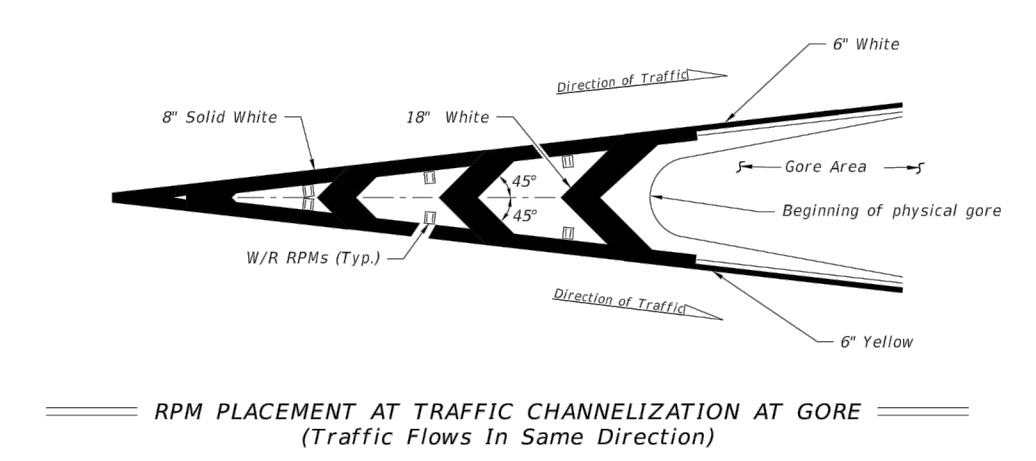 6" White
Direction of Traffic
8" Solid White
18" White
Gore Area
45°
45°
Beginning of physical gore
W/R RPMs (Typ.)
Direction of Traffic
6" Yellow
RPM PLACEMENT AT TRAFFIC CHANNELIZATION AT GORE
(Traffic Flows In Same Direction)